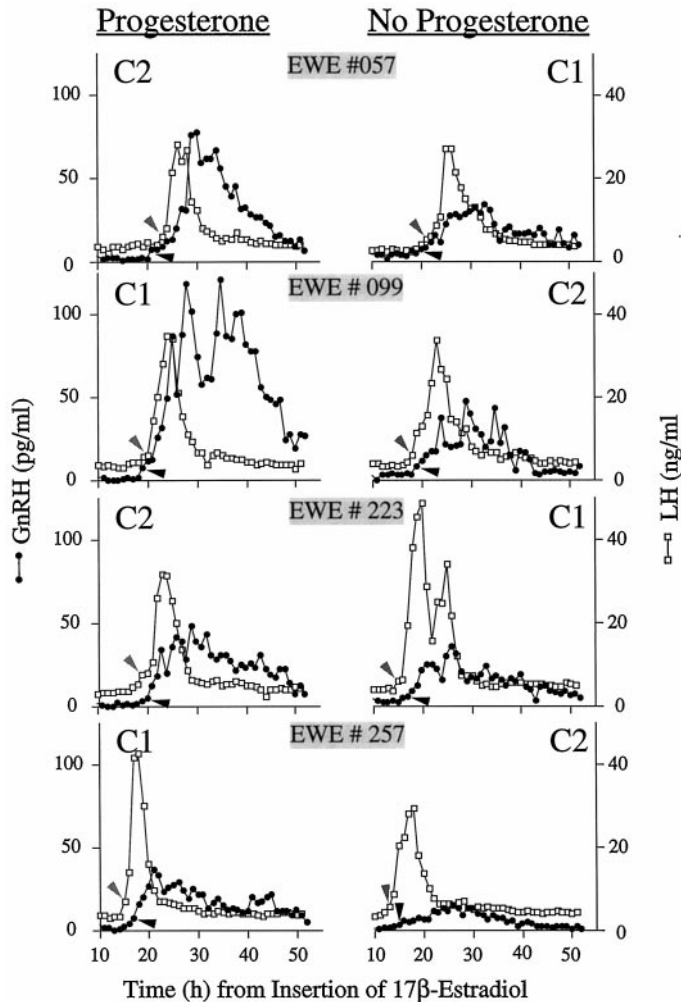 Progesterone No Progesterone
C2 EWE #057 C1
100 40
50 20
0 0
C1 EWE # 099 C2
100 40
50 20
0 0
C2 EWE # 223 C1
100 40
50 20
0 0
C1 EWE # 257 C2
100 40
50 20
0 0
10 20 30 40 50 10 20 30 40 50
Time (h) from Insertion of 17β-Estradiol
GnRH (pg/ml)
LH (ng/ml)